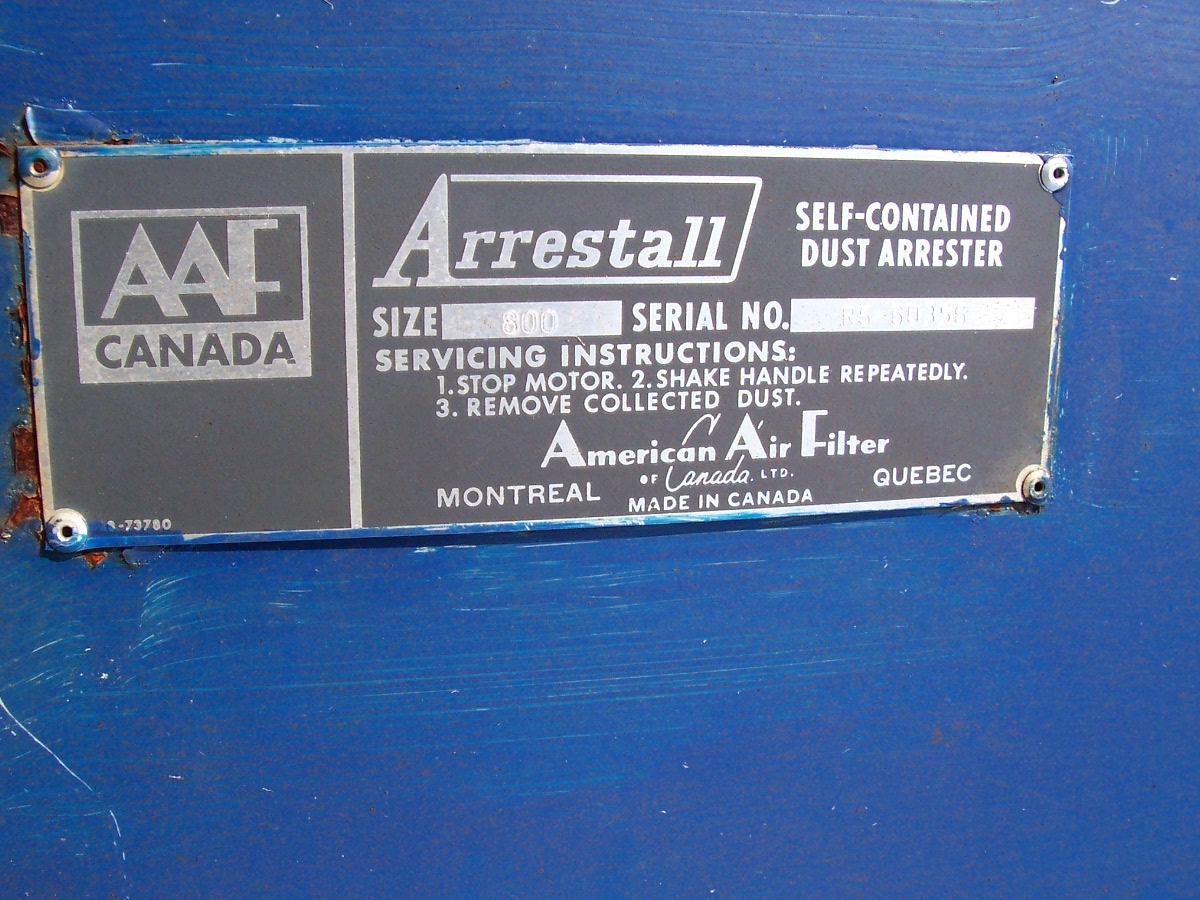 AAF
CANADA
Arrestall
SELF-CONTAINED
DUST ARRESTER
SIZE 800 SERIAL NO.
SERVICING INSTRUCTIONS:
1. STOP MOTOR. 2. SHAKE HANDLE REPEATEDLY.
3. REMOVE COLLECTED DUST.
American Air Filter
OF Canada. LTD.
MONTREAL MADE IN CANADA QUEBEC
-73780